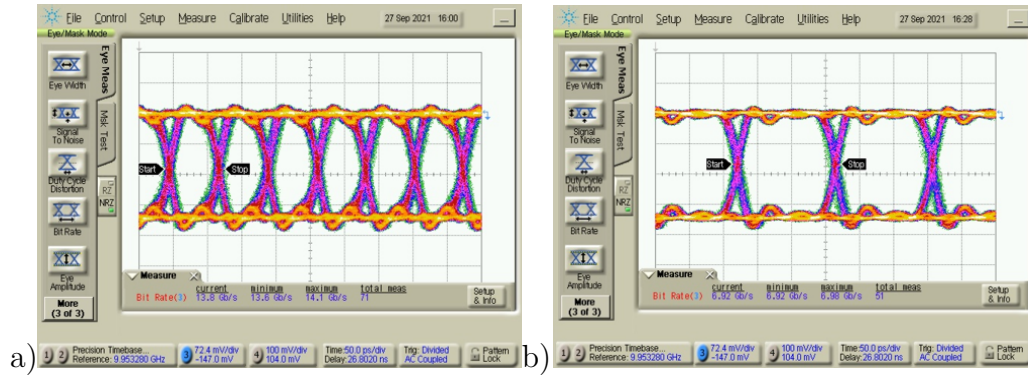 File Control Setup Measure Calibrate Utilities Help 27 Sep 2021 16:00
Eye/Mask Mode
Eye Meas
Msk Test
Eye Width
Signal
To Noise
Duty Cycle
Distortion
RZ
NRZ
Bit Rate
Eye
Amplitude
More
(3 of 3)
Start
Stop
Measure
current minimum maximum total meas
Bit Rate(3) 13.8 Gb/s 13.6 Gb/s 14.1 Gb/s 71
Setup
& Info
a)
1 2 Precision Timebase...
Reference: 9.953280 GHz
3 72.4 mV/div
-147.0 mV
4 100 mV/div
104.0 mV
Time:50.0 ps/div
Delay:26.8020 ns
Trig: Divided
AC Coupled
Pattern
Lock
File Control Setup Measure Calibrate Utilities Help 27 Sep 2021 16:28
Eye/Mask Mode
Eye Meas
Msk Test
Eye Width
Signal
To Noise
Duty Cycle
Distortion
RZ
NRZ
Bit Rate
Eye
Amplitude
More
(3 of 3)
Start
Stop
Measure
current minimum maximum total meas
Bit Rate(3) 6.92 Gb/s 6.92 Gb/s 6.98 Gb/s 51
Setup
& Info
b)
1 2 Precision Timebase...
Reference: 9.953280 GHz
3 72.4 mV/div
-147.0 mV
4 100 mV/div
104.0 mV
Time:50.0 ps/div
Delay:26.8020 ns
Trig: Divided
AC Coupled
Pattern
Lock